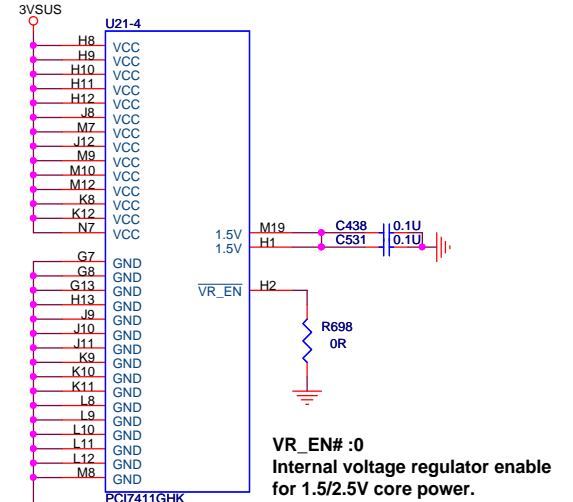 3VSUS
U21-4
H8 VCC
H9 VCC
H10 VCC
H11 VCC
H12 VCC
J8 VCC
M7 VCC
J12 VCC
M9 VCC
M10 VCC
M12 VCC
K8 VCC
K12 VCC
N7 VCC
1.5V M19 C438 0.1U
1.5V H1 C531 0.1U
G7 GND
G8 GND
G13 GND
H13 GND
J9 GND
J10 GND
J11 GND
K9 GND
K10 GND
K11 GND
L8 GND
L9 GND
L10 GND
L11 GND
L12 GND
M8 GND
VR_EN H2
R698
0R
PCI7411GHK
VR_EN# :0
Internal voltage regulator enable
for 1.5/2.5V core power.